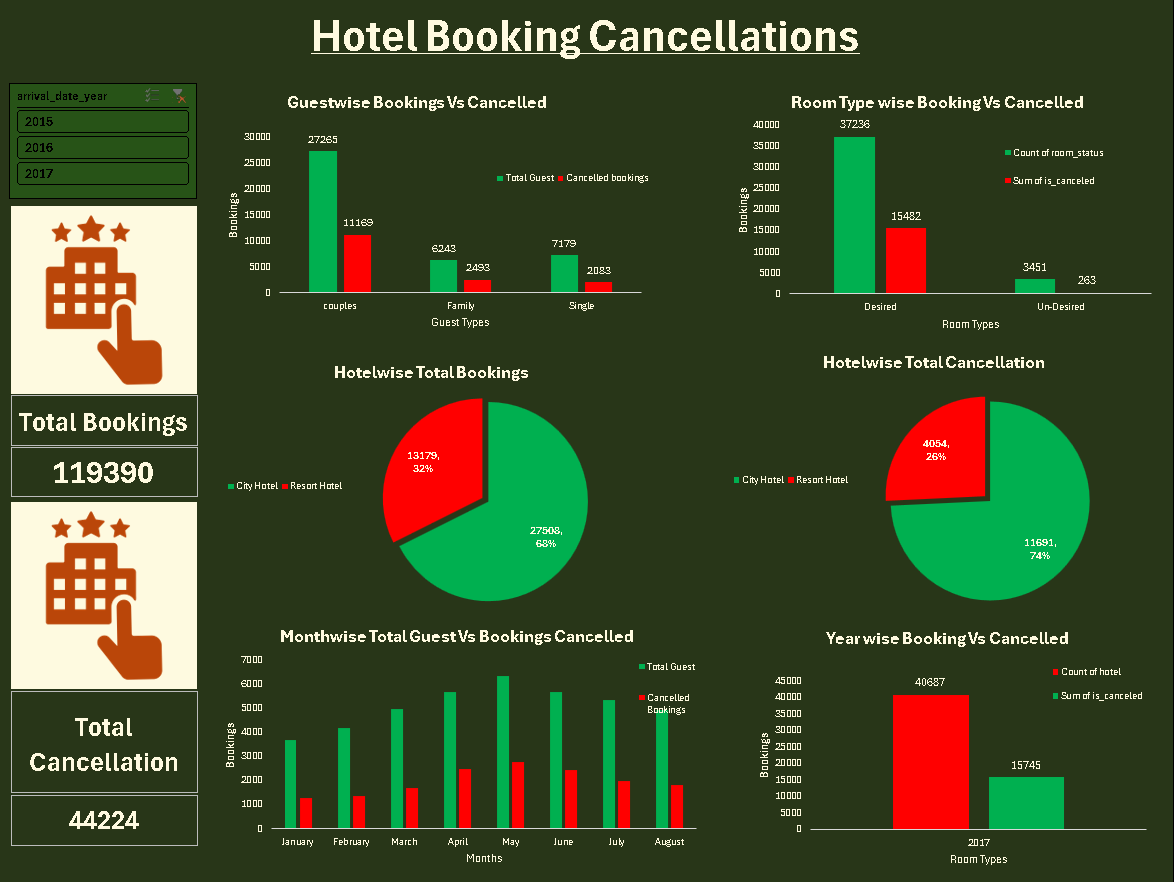 Hotel Booking Cancellations
arrival_date_year
2015
2016
2017
Total Bookings
119390
Total
Cancellation
44224
Guestwise Bookings Vs Cancelled
30000
25000
20000
15000
10000
5000
0
Bookings
27265
11169
6243
2493
7179
2083
Total Guest
Cancelled bookings
couples
Family
Single
Guest Types
Room Type wise Booking Vs Cancelled
40000
35000
30000
25000
20000
15000
10000
5000
0
Bookings
37236
15482
3451
263
Count of room_status
Sum of is_canceled
Desired
Un-Desired
Room Types
Hotelwise Total Bookings
13179,
32%
27508,
68%
City Hotel
Resort Hotel
Hotelwise Total Cancellation
4054,
26%
11691,
74%
City Hotel
Resort Hotel
Monthwise Total Guest Vs Bookings Cancelled
7000
6000
5000
4000
3000
2000
1000
0
Bookings
Total Guest
Cancelled
Bookings
January
February
March
April
May
June
July
August
Months
Year wise Booking Vs Cancelled
45000
40000
35000
30000
25000
20000
15000
10000
5000
0
Bookings
40687
15745
Count of hotel
Sum of is_canceled
2017
Room Types